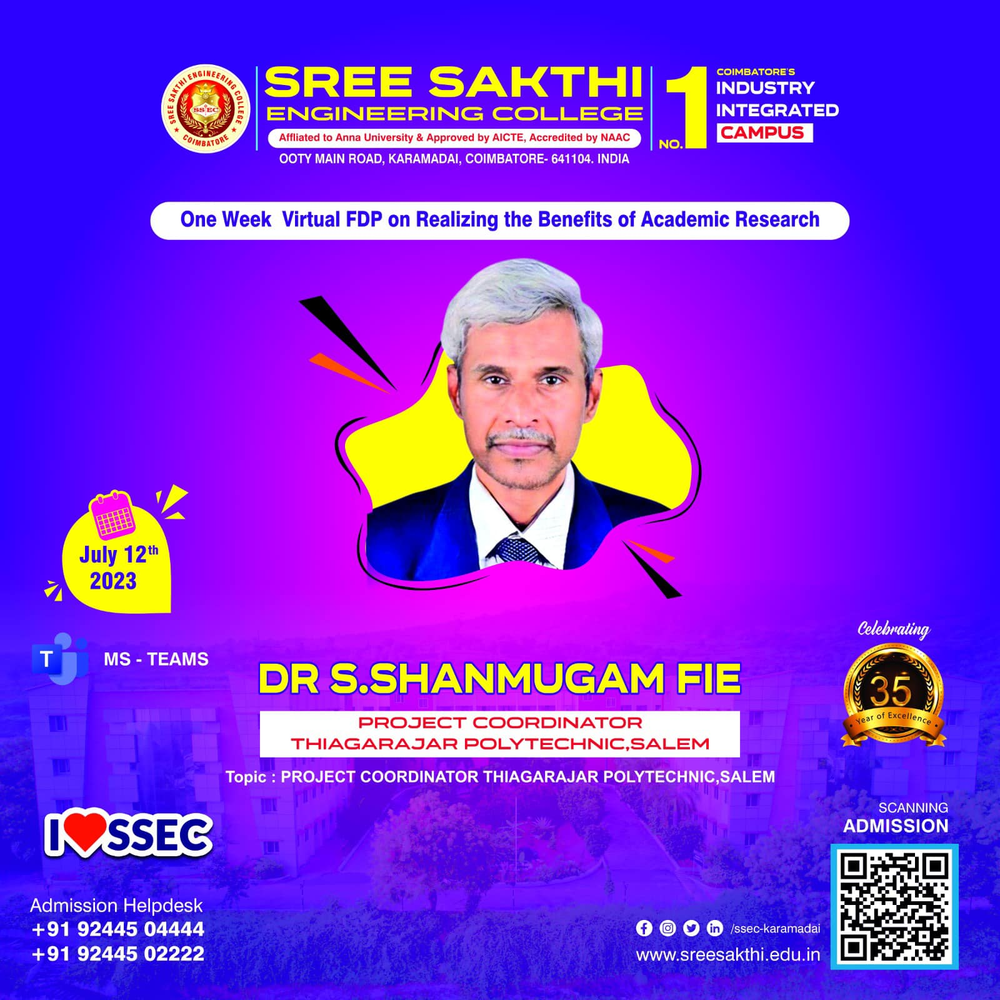 SREE SAKTHI ENGINEERING COLLEGE
SS EC
COIMBATORE
SREE SAKTHI
ENGINEERING COLLEGE
Affliated to Anna University & Approved by AICTE, Accredited by NAAC
OOTY MAIN ROAD, KARAMADAI, COIMBATORE- 641104. INDIA
NO.1
COIMBATORE'S
INDUSTRY
INTEGRATED
CAMPUS
One Week Virtual FDP on Realizing the Benefits of Academic Research
July 12th
2023
T
MS - TEAMS
DR S.SHANMUGAM FIE
PROJECT COORDINATOR
THIAGARAJAR POLYTECHNIC,SALEM
Topic : PROJECT COORDINATOR THIAGARAJAR POLYTECHNIC,SALEM
Celebrating
35
Year of Excellence
I SSEC
Admission Helpdesk
+91 92445 04444
+91 92445 02222
SCANNING
ADMISSION
/ssec-karamadai
www.sreesakthi.edu.in